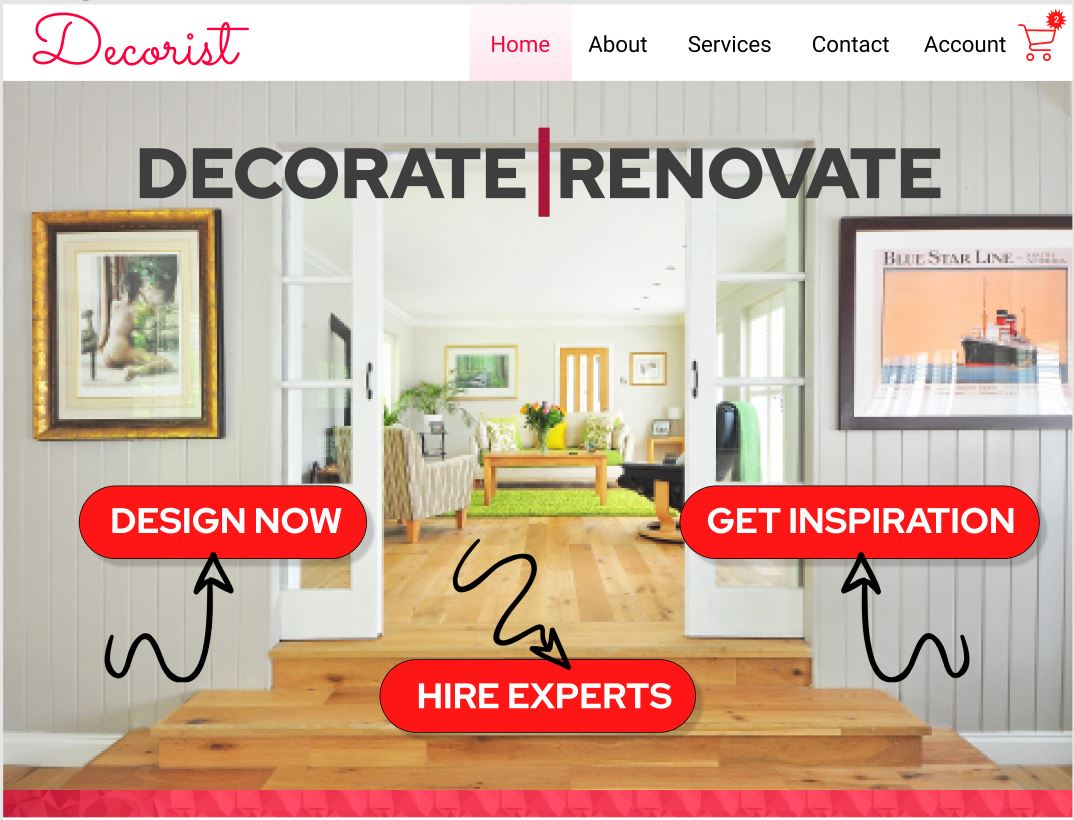 Decorist
Home About Services Contact Account
2
DECORATE RENOVATE
BLUE STAR LINE
DESIGN NOW
GET INSPIRATION
HIRE EXPERTS